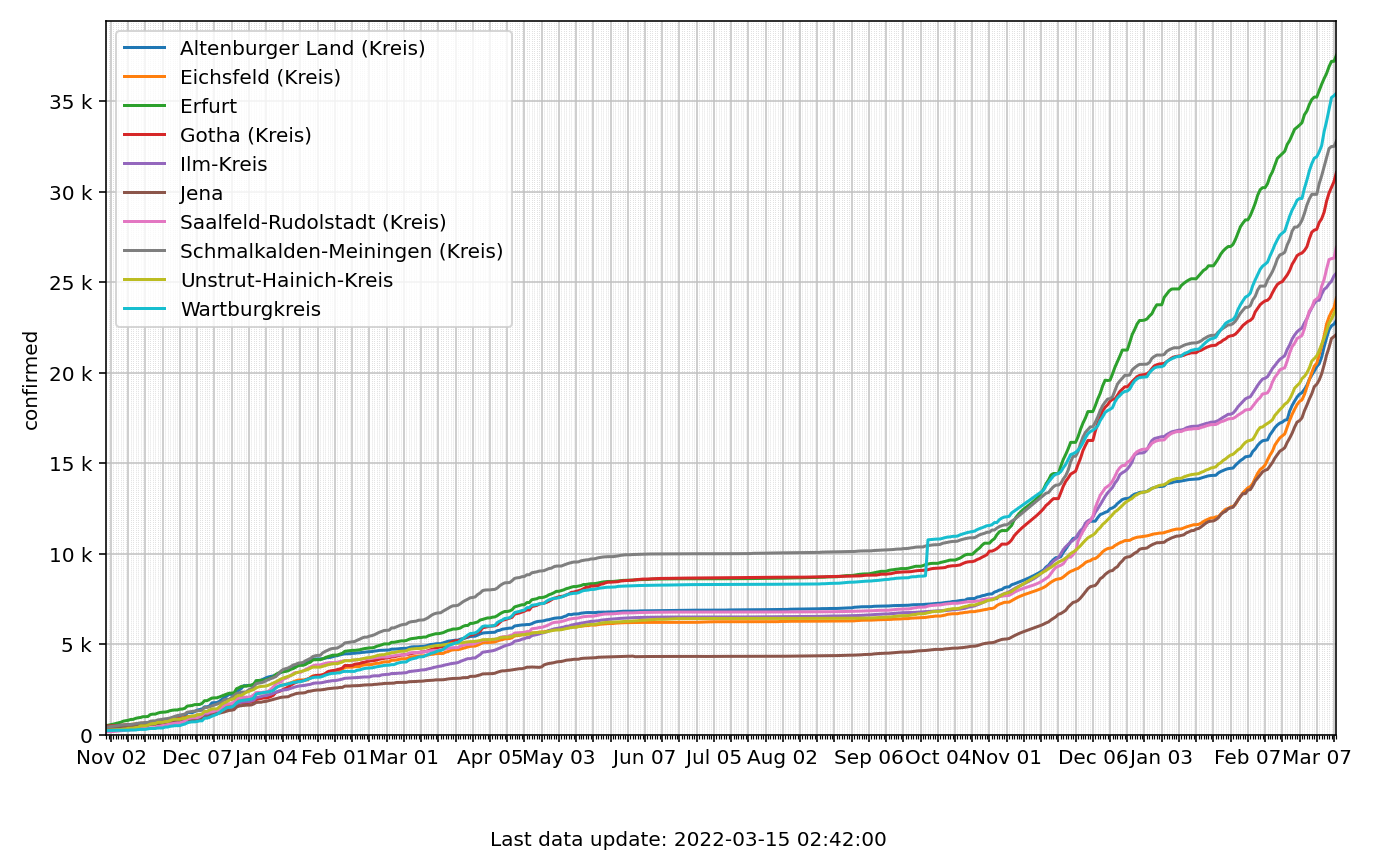 Altenburger Land (Kreis)
Eichsfeld (Kreis)
Erfurt
Gotha (Kreis)
Ilm-Kreis
Jena
Saalfeld-Rudolstadt (Kreis)
Schmalkalden-Meiningen (Kreis)
Unstrut-Hainich-Kreis
Wartburgkreis
confirmed
35 k
30 k
25 k
20 k
15 k
10 k
5 k
0
Nov 02 Dec 07 Jan 04 Feb 01 Mar 01 Apr 05 May 03 Jun 07 Jul 05 Aug 02 Sep 06 Oct 04 Nov 01 Dec 06 Jan 03 Feb 07 Mar 07
Last data update: 2022-03-15 02:42:00